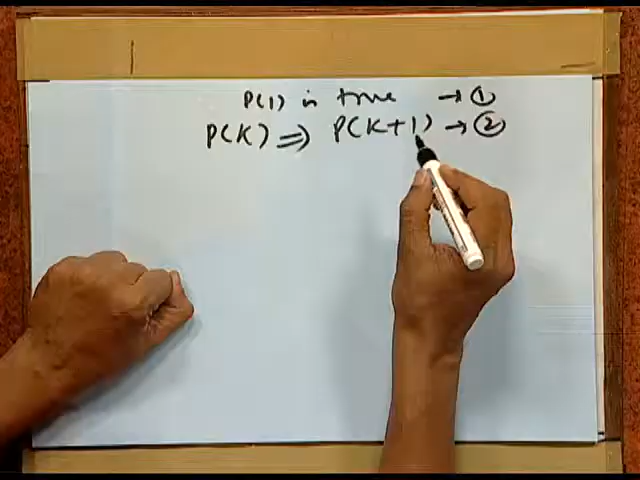 P(1) is true → ①
P(K) ⇒ P(K+1) → ②